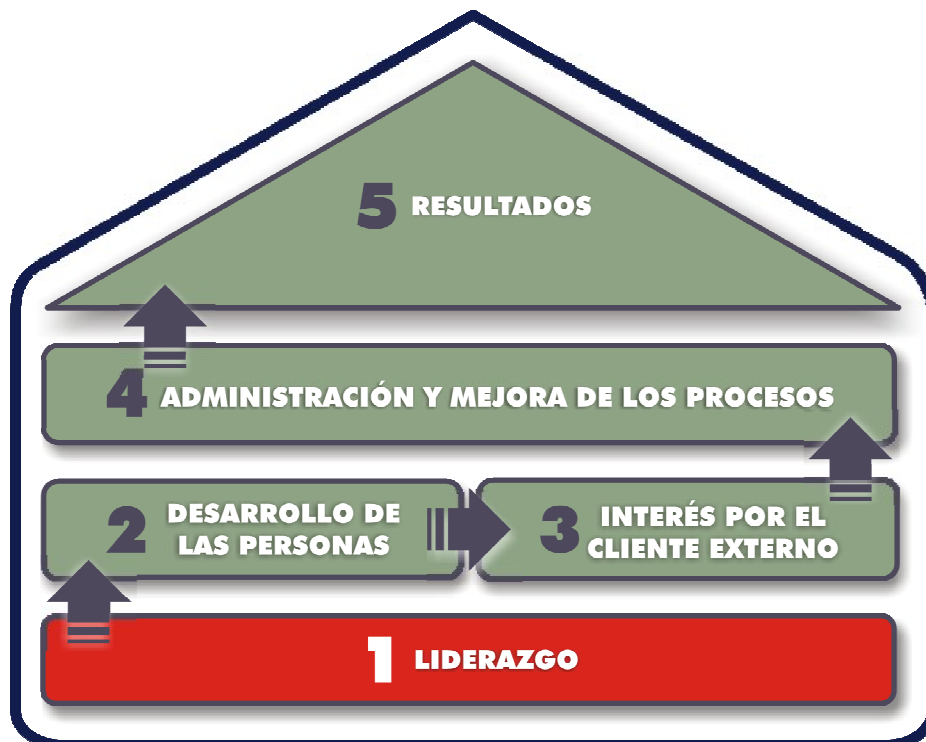 5 RESULTADOS
4 ADMINISTRACIÓN Y MEJORA DE LOS PROCESOS
2 DESARROLLO DE
LAS PERSONAS
3 INTERÉS POR EL
CLIENTE EXTERNO
1 LIDERAZGO